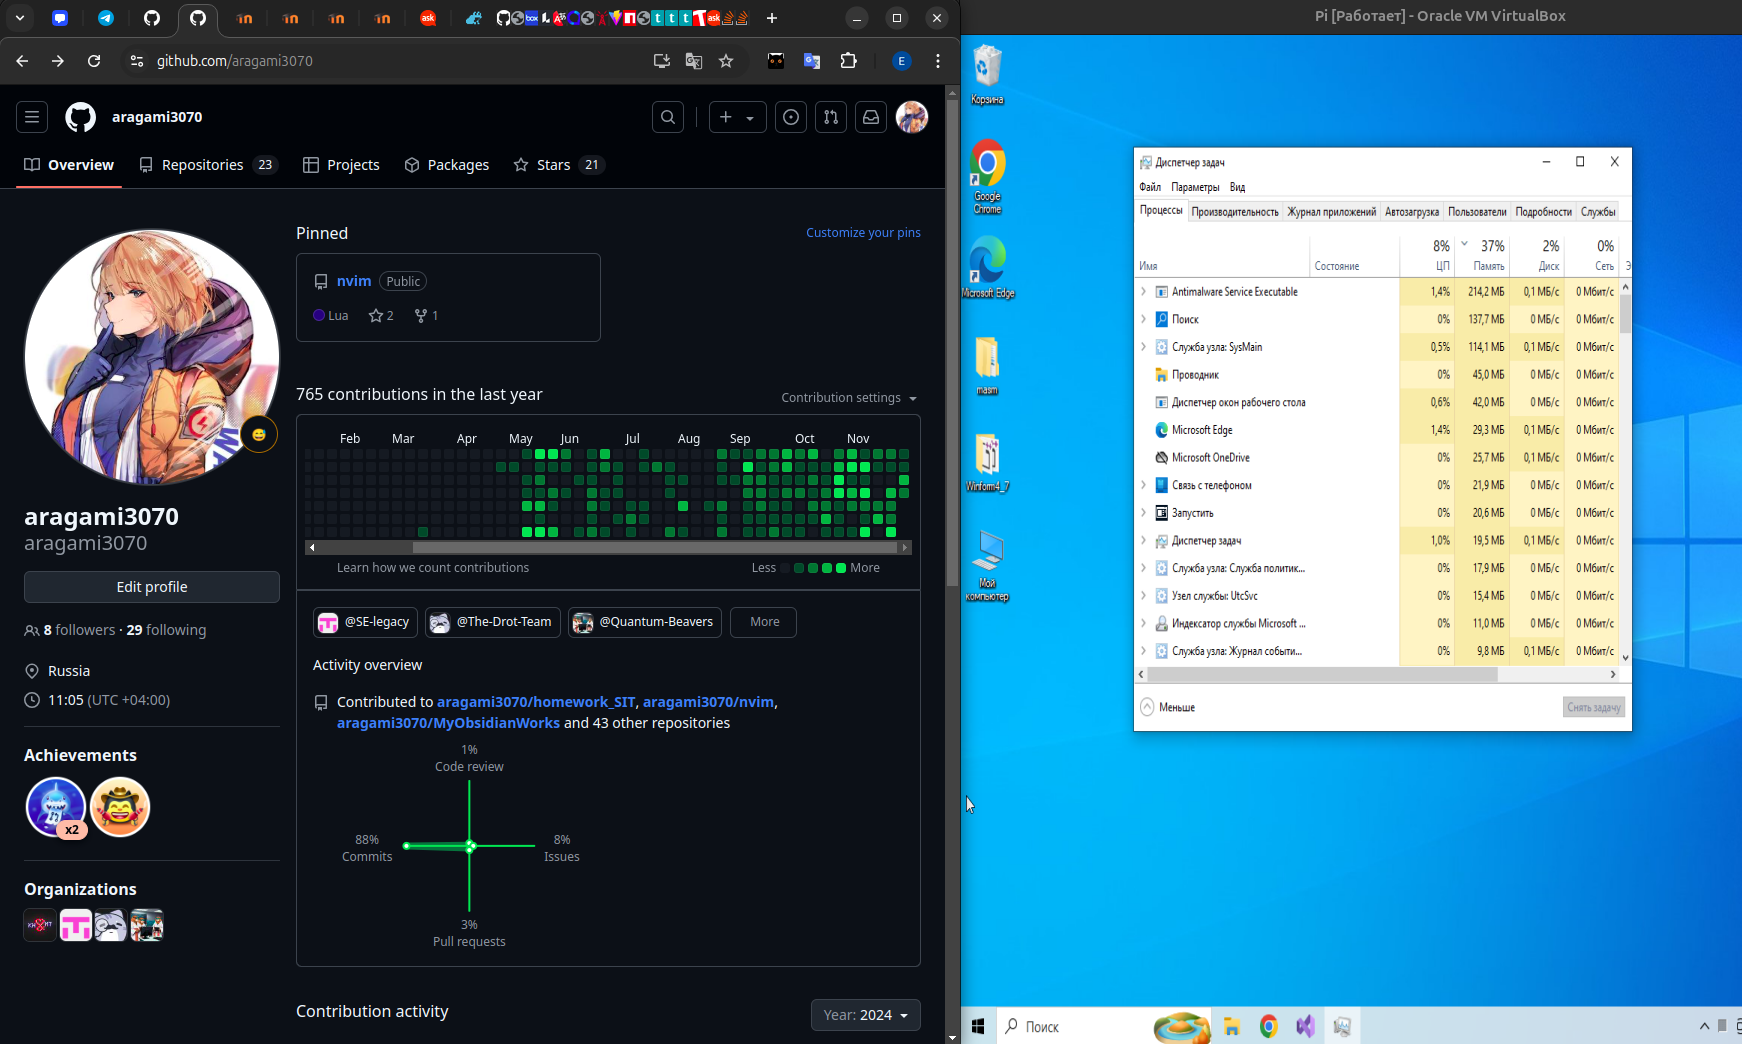 Pi [Работает] - Oracle VM VirtualBox
github.com/aragami3070
E
aragami3070
Overview
Repositories 23
Projects
Packages
Stars 21
Pinned
Customize your pins
nvim Public
Lua 2 1
765 contributions in the last year
Contribution settings
Feb Mar Apr May Jun Jul Aug Sep Oct Nov
Learn how we count contributions
Less More
@SE-legacy @The-Drot-Team @Quantum-Beavers More
Activity overview
Contributed to aragami3070/homework_SIT, aragami3070/nvim,
aragami3070/MyObsidianWorks and 43 other repositories
1%
Code review
88%
Commits
8%
Issues
3%
Pull requests
Contribution activity
Year: 2024
aragami3070
aragami3070
Edit profile
8 followers · 29 following
Russia
11:05 (UTC +04:00)
Achievements
x2
Organizations
Корзина
Google
Chrome
Microsoft Edge
masm
Winform4_7
Мой
компьютер
Диспетчер задач
Файл Параметры Вид
Процессы Производительность Журнал приложений Автозагрузка Пользователи Подробности Службы
8% 37% 2% 0%
Имя Состояние ЦП Память Диск Сеть Э
Antimalware Service Executable 1,4% 214,2 МБ 0,1 МБ/с 0 Мбит/с
Поиск 0% 137,7 МБ 0 МБ/с 0 Мбит/с
Служба узла: SysMain 0,5% 114,1 МБ 0,1 МБ/с 0 Мбит/с
Проводник 0% 45,0 МБ 0 МБ/с 0 Мбит/с
Диспетчер окон рабочего стола 0,6% 42,0 МБ 0 МБ/с 0 Мбит/с
Microsoft Edge 1,4% 29,3 МБ 0,1 МБ/с 0 Мбит/с
Microsoft OneDrive 0% 25,7 МБ 0,1 МБ/с 0 Мбит/с
Связь с телефоном 0% 21,9 МБ 0 МБ/с 0 Мбит/с
Запустить 0% 20,6 МБ 0 МБ/с 0 Мбит/с
Диспетчер задач 1,0% 19,5 МБ 0,1 МБ/с 0 Мбит/с
Служба узла: Служба политик... 0% 17,9 МБ 0 МБ/с 0 Мбит/с
Узел службы: UtcSvc 0% 15,4 МБ 0 МБ/с 0 Мбит/с
Индексатор службы Microsoft ... 0% 11,0 МБ 0 МБ/с 0 Мбит/с
Служба узла: Журнал событи... 0% 9,8 МБ 0,1 МБ/с 0 Мбит/с
Меньше
Снять задачу
Поиск